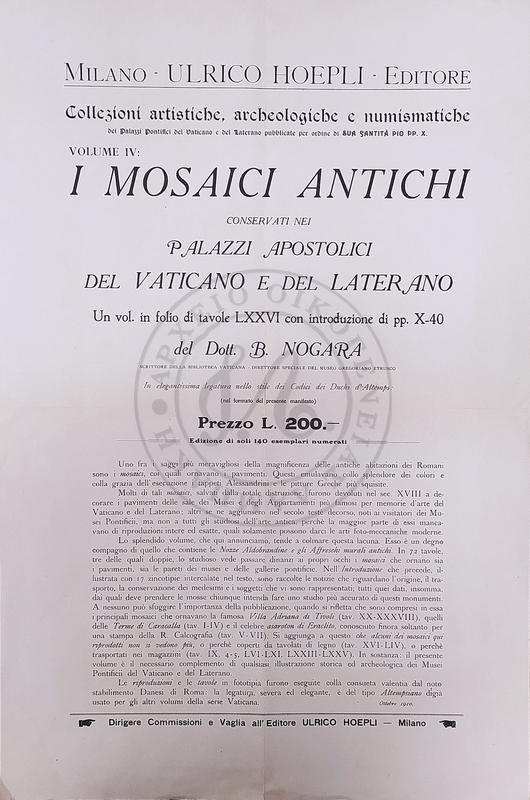 MILANO - ULRICO HOEPLI - EDITORE
Collezioni artistiche, archeologiche e numismatiche
dei Palazzi Pontifici del Vaticano e del Laterano pubblicate per ordine di SUA SANTITÀ PIO PP. X.
VOLUME IV:
I MOSAICI ANTICHI
CONSERVATI NEI
PALAZZI APOSTOLICI
DEL VATICANO E DEL LATERANO
Un vol. in folio di tavole LXXVI con introduzione di pp. X-40
del Dott. B. NOGARA
SCRITTORE DELLA BIBLIOTECA VATICANA - DIRETTORE SPECIALE DEL MUSEO GREGORIANO ETRUSCO
In elegantissima legatura nello stile dei Codici dei Duchi d'Altemps:
(nel formato del presente manifesto)
Prezzo L. 200.—
Edizione di soli 140 esemplari numerati
Uno fra i saggi più meravigliosi della magnificenza delle antiche abitazioni dei Romani
sono i mosaici, coi quali ornavano i pavimenti. Questi emulavano collo splendore dei colori e
colla grazia dell'esecuzione i tappeti Alessandrini e le pitture Greche più squisite.
Molti di tali mosaici, salvati dalla totale distruzione, furono devoluti nel sec. XVIII a de-
corare i pavimenti delle sale dei Musei e degli Appartamenti più famosi per memorie d'arte del
Vaticano e del Laterano; altri se ne aggiunsero nel secolo testè decorso, noti ai visitatori dei Mu-
sei Pontificii, ma non a tutti gli studiosi dell'arte antica, perchè la maggior parte di essi manca-
vano di riproduzioni intere ed esatte, quali solamente possono darci le arti foto-meccaniche moderne.
Lo splendido volume, che qui annunciamo, tende a colmare questa lacuna. Esso è un degno
compagno di quello che contiene le Nozze Aldobrandine e gli Affreschi murali antichi. In 72 tavole,
tre delle quali doppie, lo studioso vede passare dinanzi ai propri occhi i mosaici che ornano sia
i pavimenti, sia le pareti dei musei e delle gallerie pontificie. Nel l'Introduzione che precede, il-
lustrata con 17 zincotipie intercalate nel testo, sono raccolte le notizie che riguardano l'origine, il tra-
sporto, la conservazione dei medesimi e i soggetti che vi sono rappresentati; tutti quei dati, insomma,
dai quali deve prendere le mosse chiunque intenda fare uno studio più accurato di questi monumenti.
A nessuno può sfuggire l'importanza della pubblicazione, quando si rifletta che sono compresi in essa
i principali mosaici che ornavano la famosa Villa Adriana di Tivoli (tav. XX-XXXVIII), quelli
delle Terme di Caracalla (tav. I-IV) e il celebre asaroton di Eraclito, conosciuto finora soltanto per
una stampa della R. Calcografia (tav. V-VII). Si aggiunga a questo che alcuni dei mosaici qui
riprodotti non si vedono più, o perchè coperti da tavolati di legno (tav. XVI-LIV), o perchè
trasportati nei magazzini (tav. IX, 4-5, LVI-LXI, LXXIII-LXXV). In sostanza: il presente
volume è il necessario complemento di qualsiasi illustrazione storica ed archeologica dei Musei
Pontificii del Vaticano e del Laterano.
Le riproduzioni e le tavole in fototipia furono eseguite colla consueta valentia dal noto
stabilimento Danesi di Roma: la legatura, severa ed elegante, è del tipo Altempsiano digià
usato per gli altri volumi della serie Vaticana.
Ottobre 1910.
Dirigere Commissioni e Vaglia all'Editore ULRICO HOEPLI — Milano